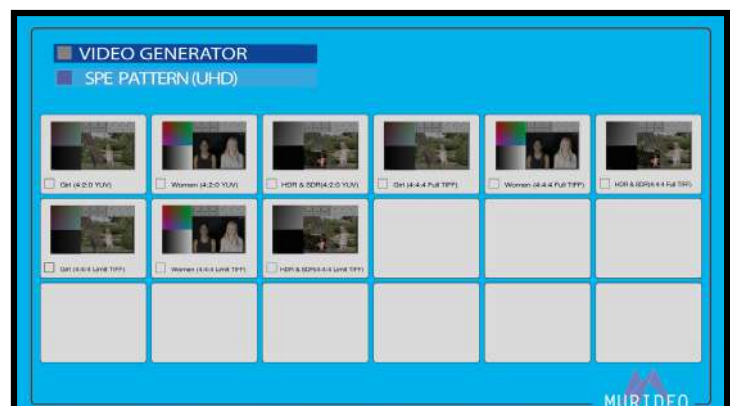 VIDEO GENERATOR
SPE PATTERN (UHD)
Girl (4:2:0 YUV)
Women (4:2:0 YUV)
HDR & SDR(4:2:0 YUV)
Girl (4:4:4 Full TIFF)
Women (4:4:4 Full TIFF)
HDR & SDR(4:4:4 Full TIFF)
Girl (4:4:4 Limit TIFF)
Women (4:4:4 Limit TIFF)
HDR & SDR(4:4:4 Limit TIFF)
MURIDEO